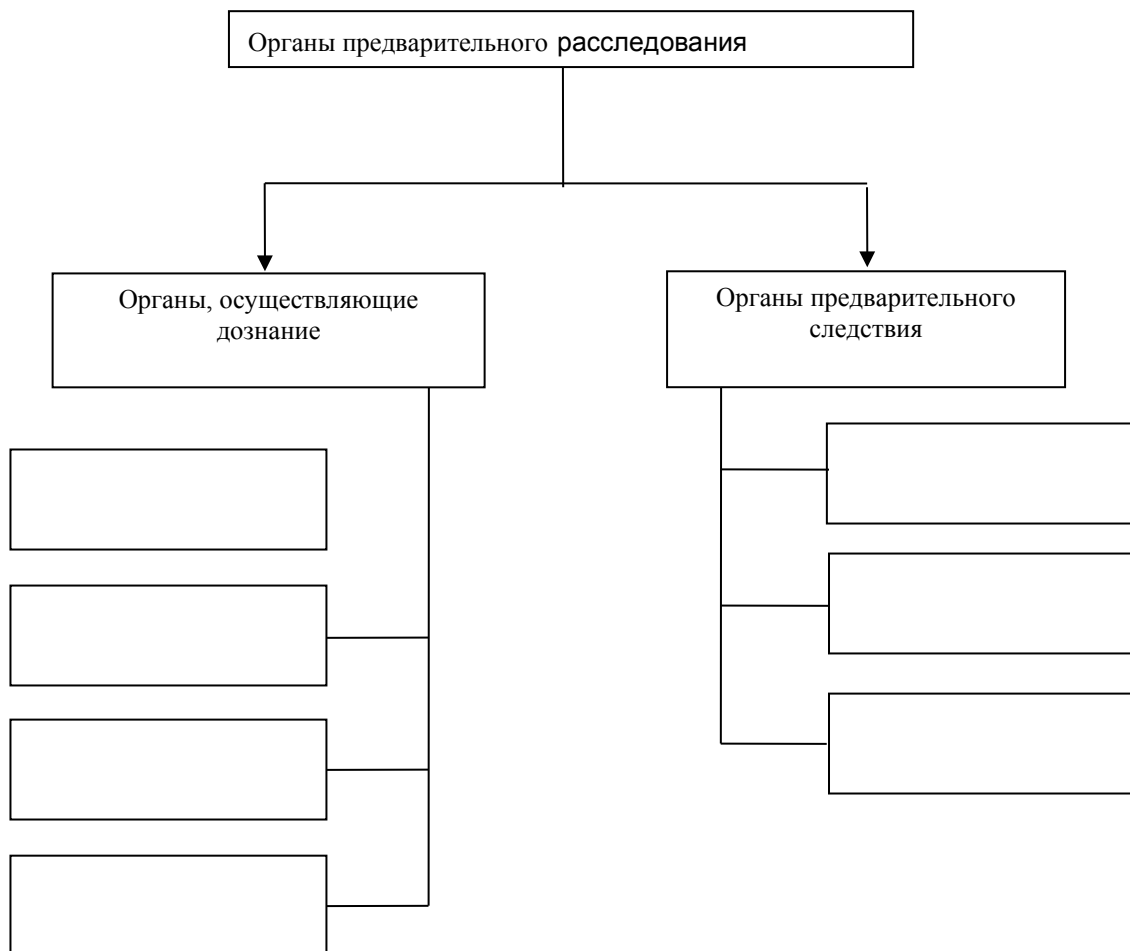 Органы предварительного расследования
Органы, осуществляющие
дознание
Органы предварительного
следствия